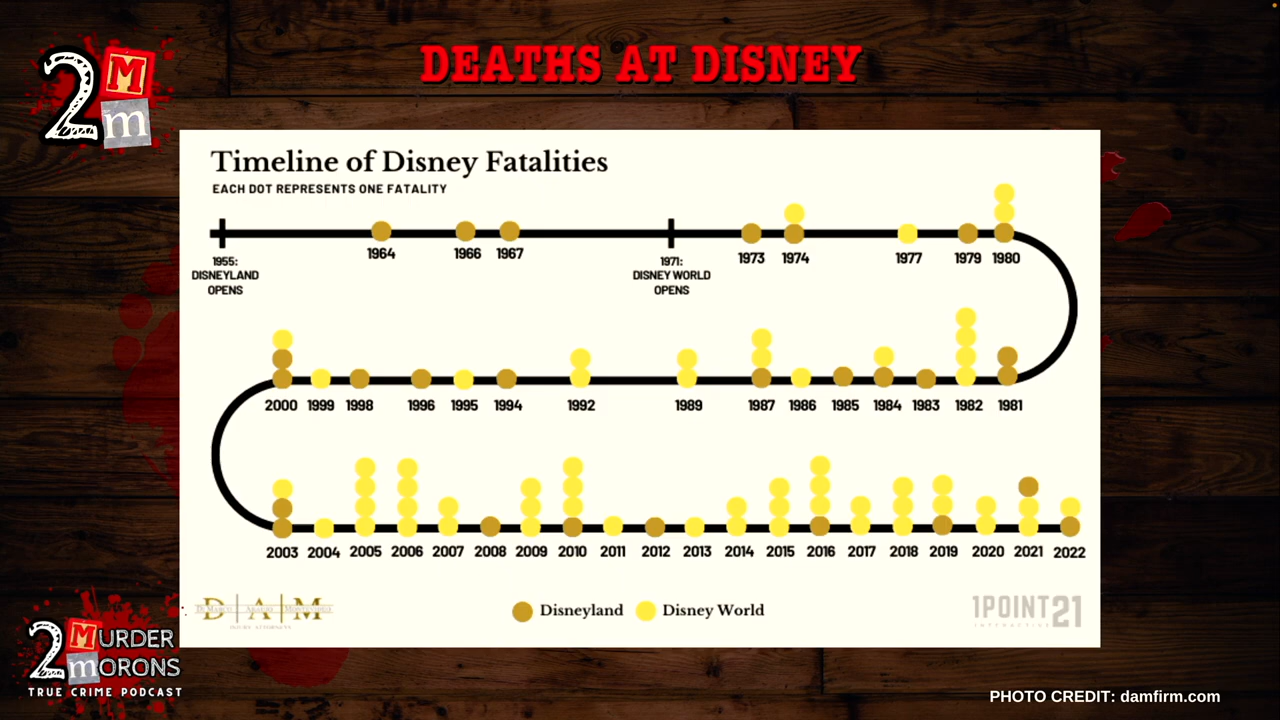 2 M
m
DEATHS AT DISNEY
Timeline of Disney Fatalities
EACH DOT REPRESENTS ONE FATALITY
1964 1966 1967 1973 1974 1977 1979 1980
1955:
DISNEYLAND
OPENS
1971:
DISNEY WORLD
OPENS
2000 1999 1998 1996 1995 1994 1992 1989 1987 1986 1985 1984 1983 1982 1981
2003 2004 2005 2006 2007 2008 2009 2010 2011 2012 2013 2014 2015 2016 2017 2018 2019 2020 2021 2022
D|A|M
INJURY ATTORNEYS
Disneyland Disney World
1POINT21
INTERACTIVE
2 MURDER
mORONS
TRUE CRIME PODCAST
PHOTO CREDIT: damfirm.com